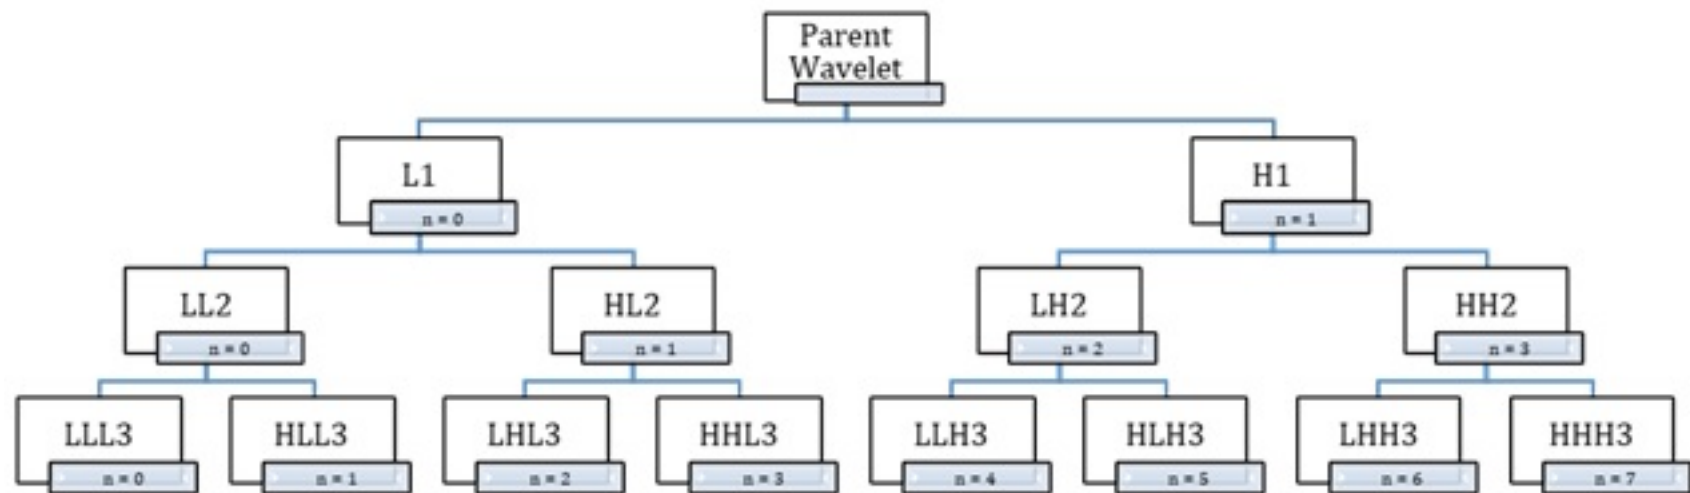 Parent
Wavelet
L1
n = 0
H1
n = 1
LL2
n = 0
HL2
n = 1
LH2
n = 2
HH2
n = 3
LLL3
n = 0
HLL3
n = 1
LHL3
n = 2
HHL3
n = 3
LLH3
n = 4
HLH3
n = 5
LHH3
n = 6
HHH3
n = 7